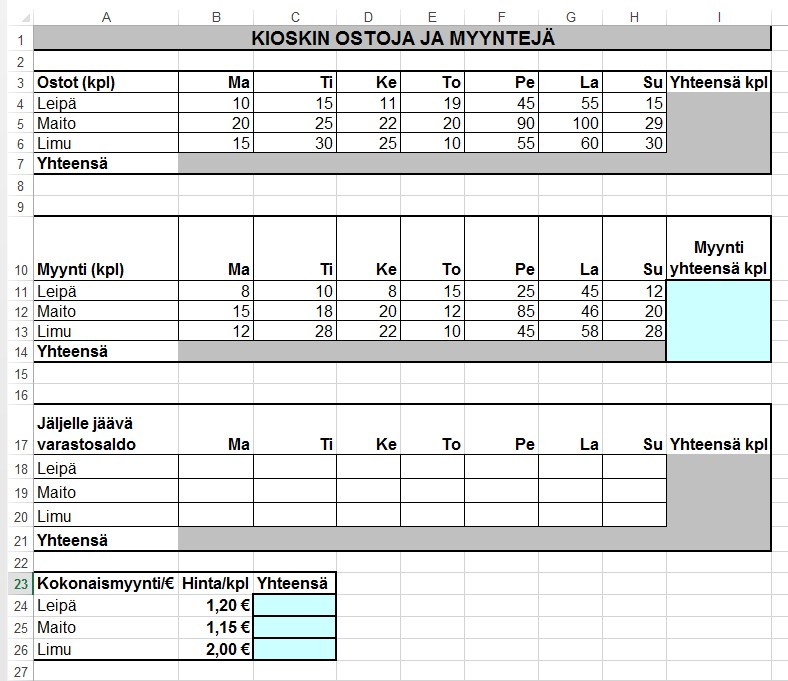 A B C D E F G H I
1 KIOSKIN OSTOJA JA MYYNTEJÄ
2
3 Ostot (kpl) Ma Ti Ke To Pe La Su Yhteensä kpl
4 Leipä 10 15 11 19 45 55 15
5 Maito 20 25 22 20 90 100 29
6 Limu 15 30 25 10 55 60 30
7 Yhteensä
8
9
Myynti
10 Myynti (kpl) Ma Ti Ke To Pe La Su yhteensä kpl
11 Leipä 8 10 8 15 25 45 12
12 Maito 15 18 20 12 85 46 20
13 Limu 12 28 22 10 45 58 28
14 Yhteensä
15
16
Jäljelle jäävä
17 varastosaldo Ma Ti Ke To Pe La Su Yhteensä kpl
18 Leipä
19 Maito
20 Limu
21 Yhteensä
22
23 Kokonaismyynti/€ Hinta/kpl Yhteensä
24 Leipä 1,20 €
25 Maito 1,15 €
26 Limu 2,00 €
27